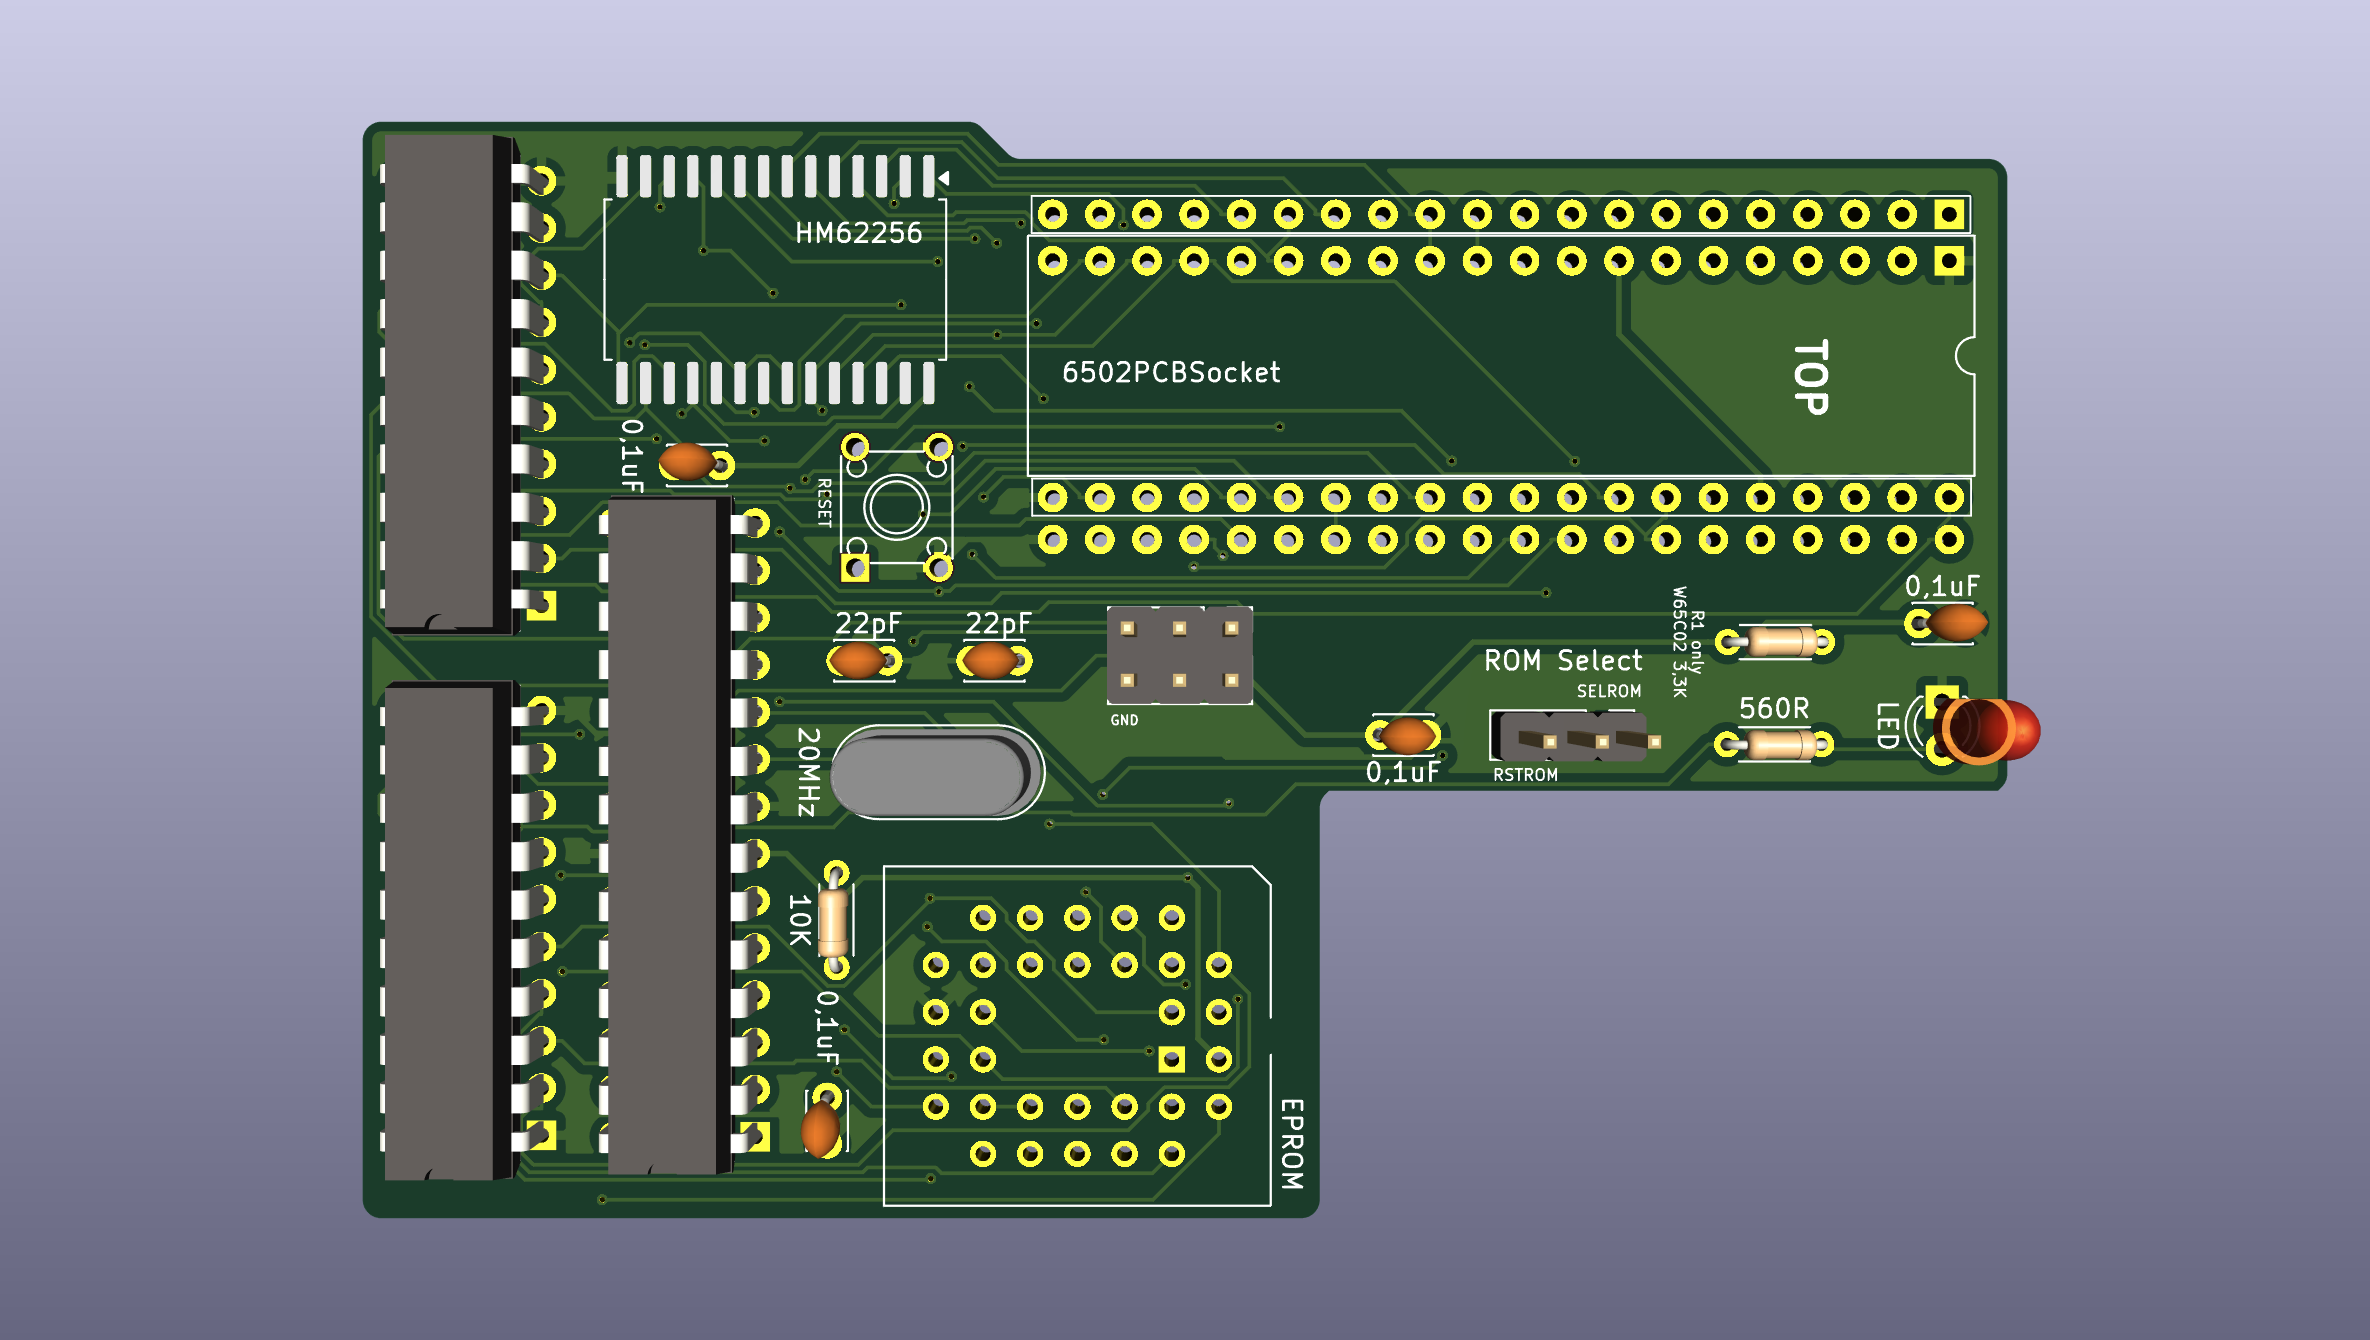 HM62256
6502PCBSocket
TOP
0,1uF
RESET
22pF
22pF
GND
20MHz
0,1uF
R1 only
W65C02 3,3K
ROM Select
SELROM
RSTROM
0,1uF
560R
LED
10K
0,1uF
EPROM